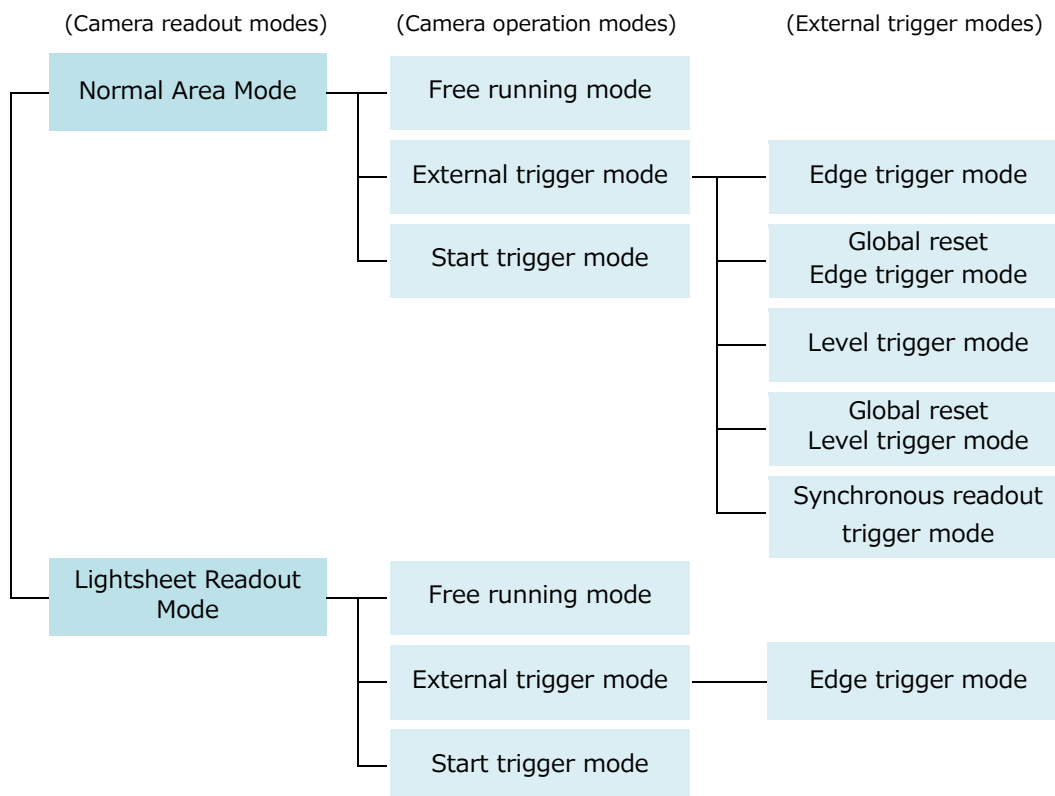 (Camera readout modes)
(Camera operation modes)
(External trigger modes)
Normal Area Mode
Free running mode
External trigger mode
Edge trigger mode
Global reset
Edge trigger mode
Start trigger mode
Level trigger mode
Global reset
Level trigger mode
Synchronous readout
trigger mode
Lightsheet Readout
Mode
Free running mode
External trigger mode
Edge trigger mode
Start trigger mode